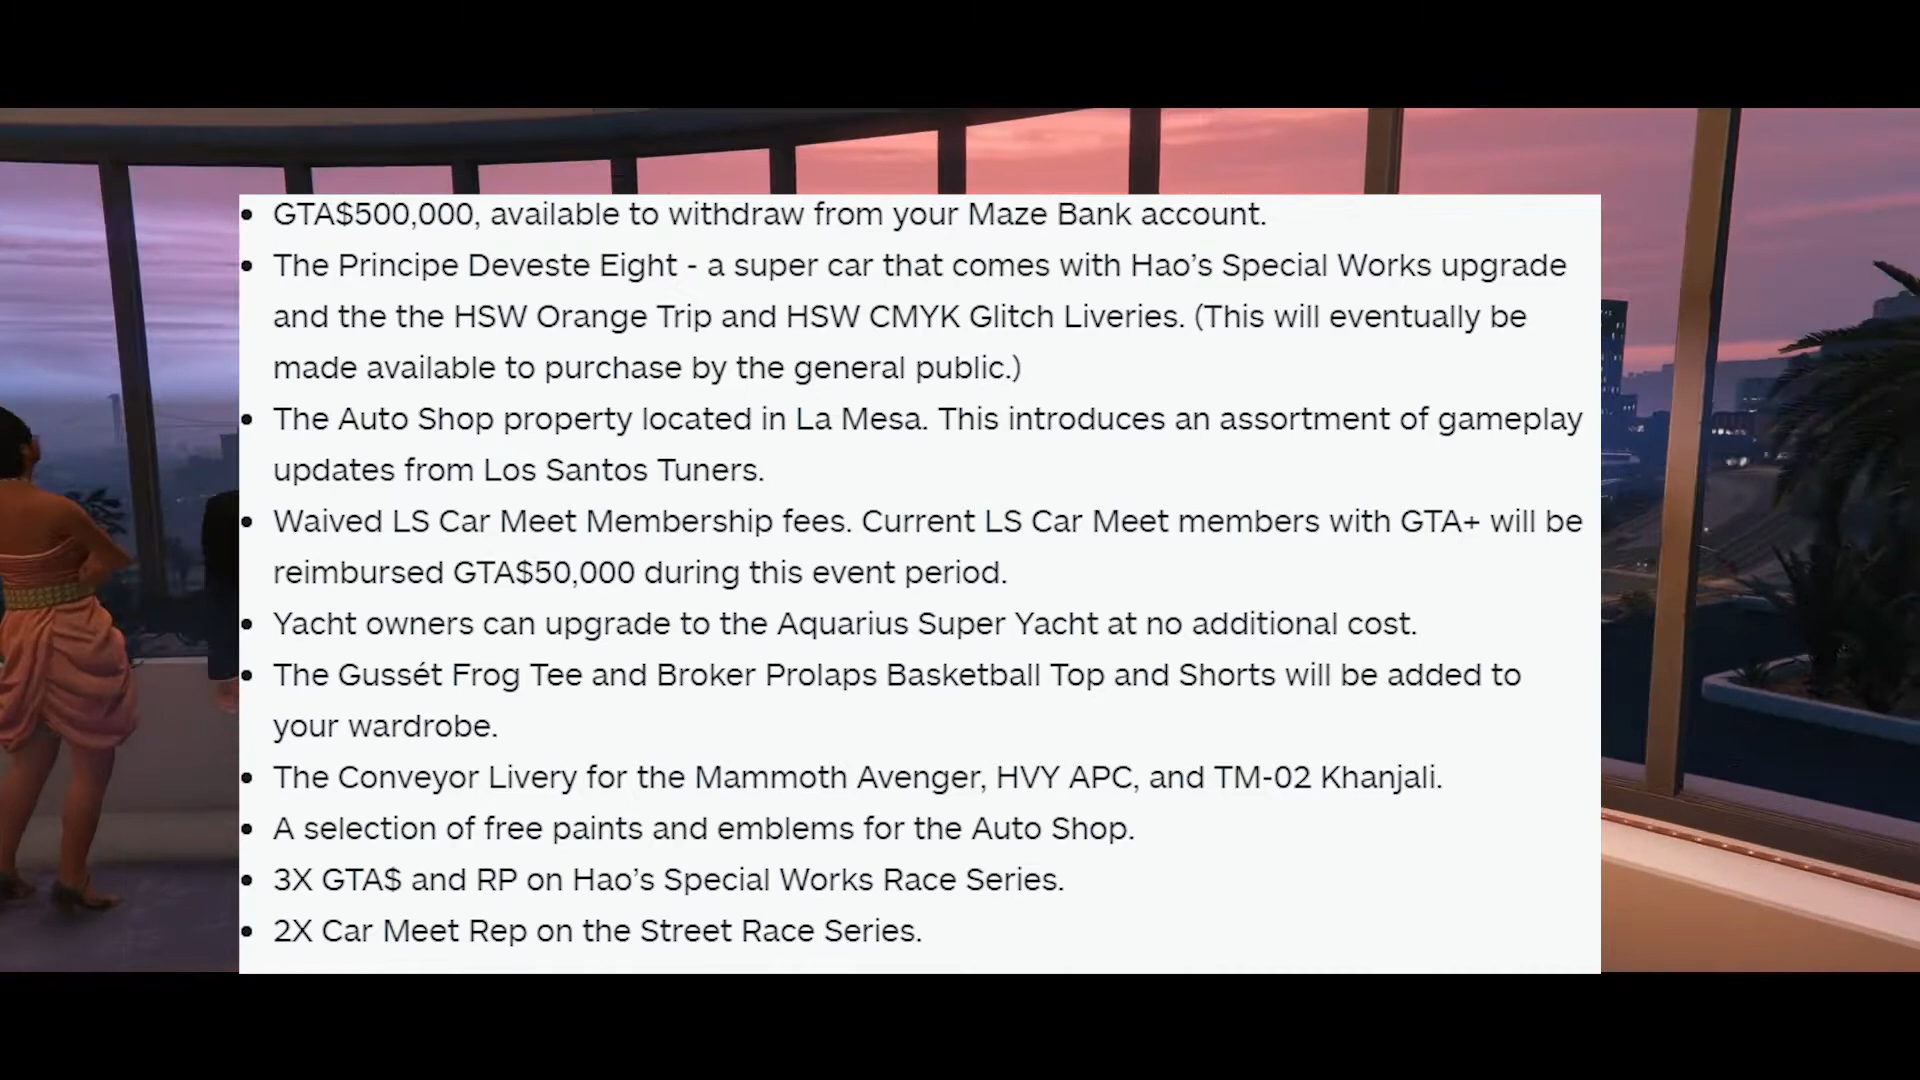 • GTA$500,000, available to withdraw from your Maze Bank account.
• The Principe Deveste Eight - a super car that comes with Hao’s Special Works upgrade
and the the HSW Orange Trip and HSW CMYK Glitch Liveries. (This will eventually be
made available to purchase by the general public.)
• The Auto Shop property located in La Mesa. This introduces an assortment of gameplay
updates from Los Santos Tuners.
• Waived LS Car Meet Membership fees. Current LS Car Meet members with GTA+ will be
reimbursed GTA$50,000 during this event period.
• Yacht owners can upgrade to the Aquarius Super Yacht at no additional cost.
• The Gussét Frog Tee and Broker Prolaps Basketball Top and Shorts will be added to
your wardrobe.
• The Conveyor Livery for the Mammoth Avenger, HVY APC, and TM-02 Khanjali.
• A selection of free paints and emblems for the Auto Shop.
• 3X GTA$ and RP on Hao’s Special Works Race Series.
• 2X Car Meet Rep on the Street Race Series.